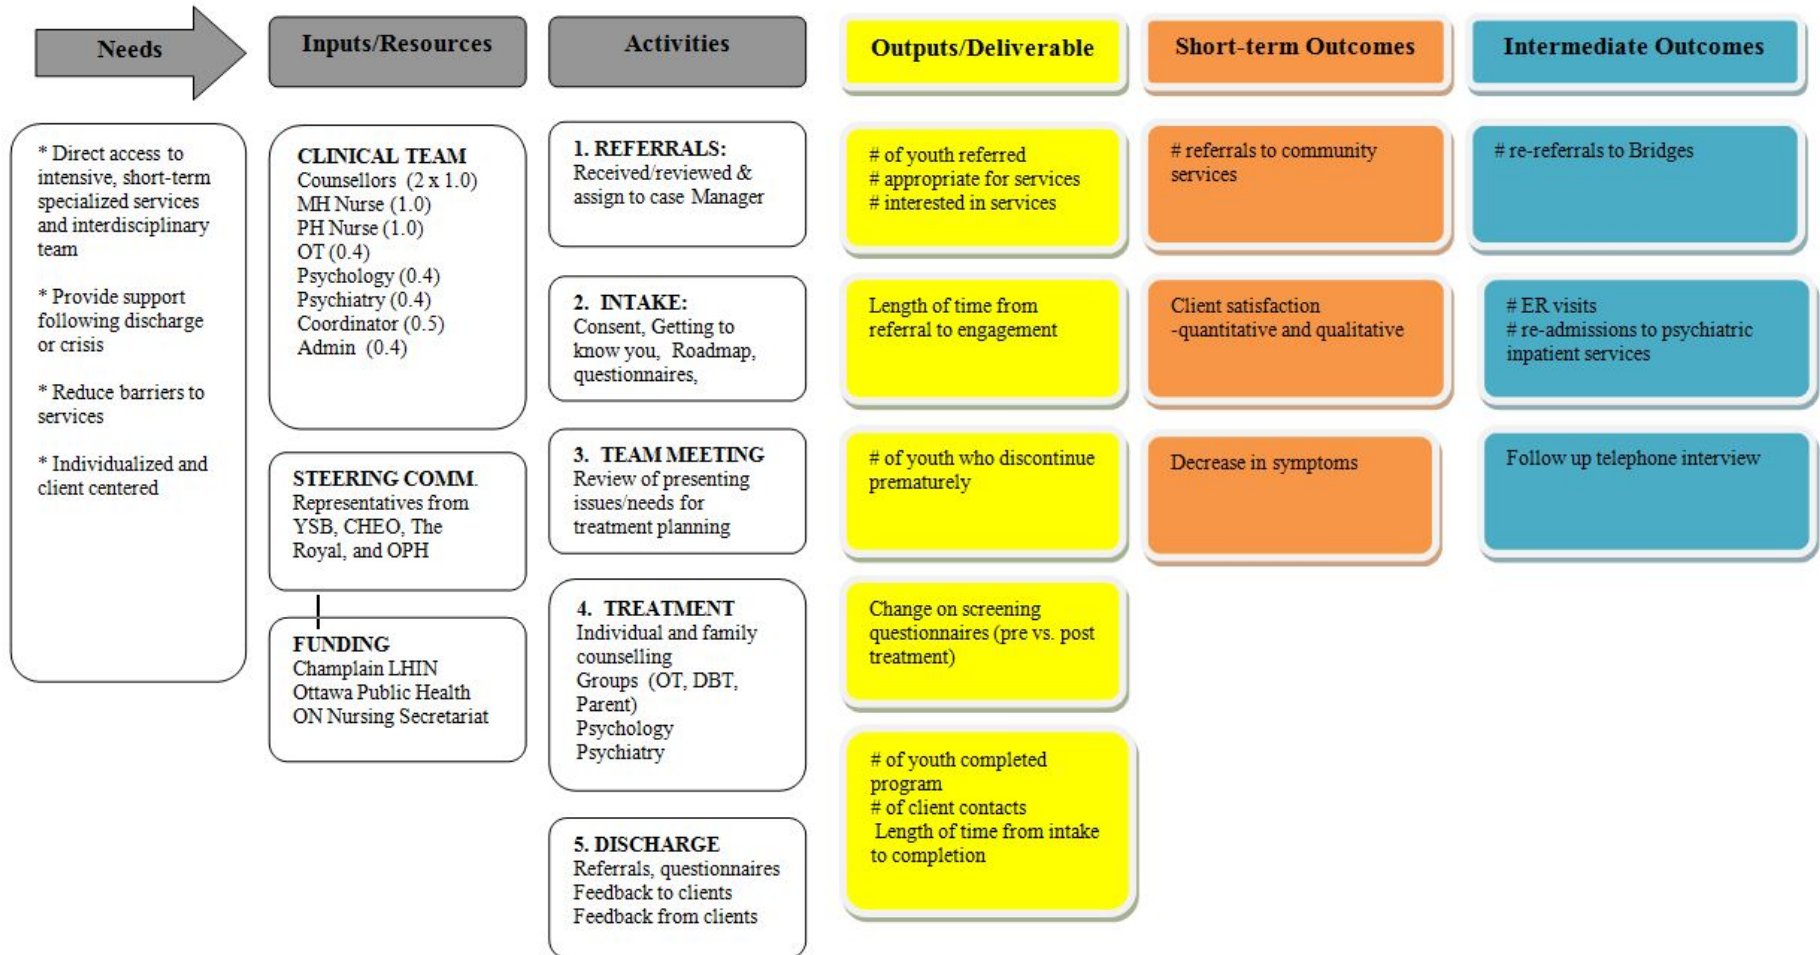 Needs
Inputs/Resources
Activities
Outputs/Deliverable
Short-term Outcomes
Intermediate Outcomes
* Direct access to
intensive, short-term
specialized services
and interdisciplinary
team
* Provide support
following discharge
or crisis
* Reduce barriers to
services
* Individualized and
client centered
CLINICAL TEAM
Counsellors (2 x 1.0)
MH Nurse (1.0)
PH Nurse (1.0)
OT (0.4)
Psychology (0.4)
Psychiatry (0.4)
Coordinator (0.5)
Admin (0.4)
STEERING COMM.
Representatives from
YSB, CHEO, The
Royal, and OPH
FUNDING
Champlain LHIN
Ottawa Public Health
ON Nursing Secretariat
1. REFERRALS:
Received/reviewed &
assign to case Manager
2. INTAKE:
Consent, Getting to
know you, Roadmap,
questionnaires,
3. TEAM MEETING
Review of presenting
issues/needs for
treatment planning
4. TREATMENT
Individual and family
counselling
Groups (OT, DBT,
Parent)
Psychology
Psychiatry
5. DISCHARGE
Referrals, questionnaires
Feedback to clients
Feedback from clients
# of youth referred
# appropriate for services
# interested in services
Length of time from
referral to engagement
# of youth who discontinue
prematurely
Change on screening
questionnaires (pre vs. post
treatment)
# of youth completed
program
# of client contacts
Length of time from intake
to completion
# referrals to community
services
Client satisfaction
-quantitative and qualitative
Decrease in symptoms
# re-referrals to Bridges
# ER visits
# re-admissions to psychiatric
inpatient services
Follow up telephone interview